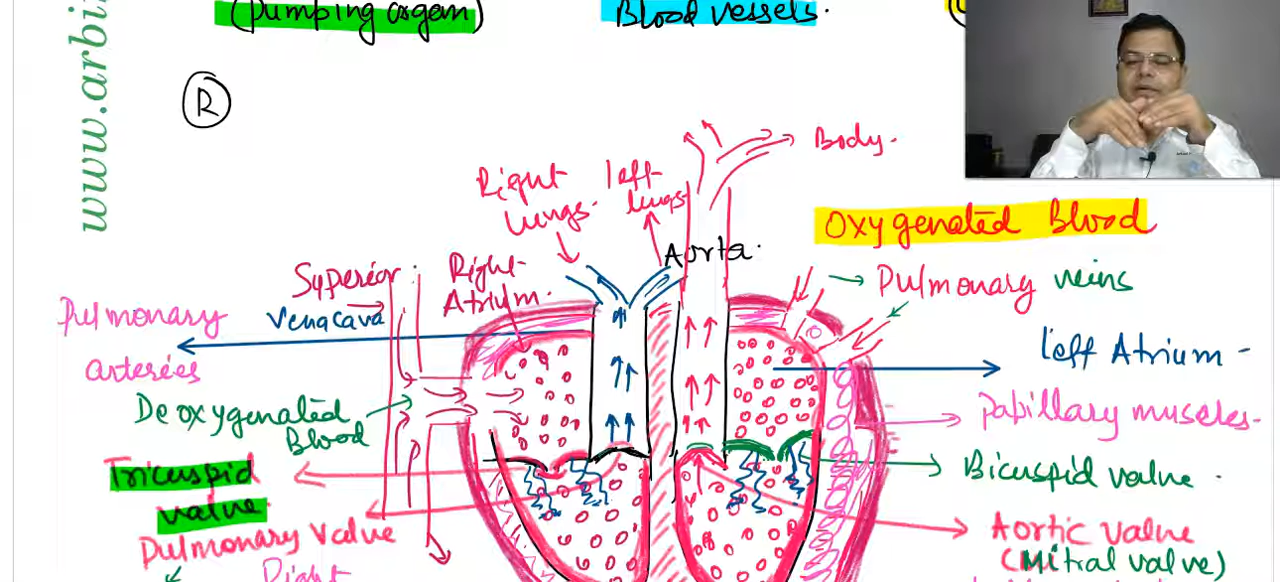 (Pumping organ)
Blood vessels.
www.arbi
R
Body.
Right
lungs.
left
lungs
Aorta.
Oxygenated Blood
Superior
Venacava
Right
Atrium.
Pulmonary veins
Pulmonary
arteries
left Atrium -
Deoxygenated
Blood
Papillary muscles-
Tricuspid
valve
Bicuspid valve -
Pulmonary Valve
Aortic valve
(Mitral valve)
Right